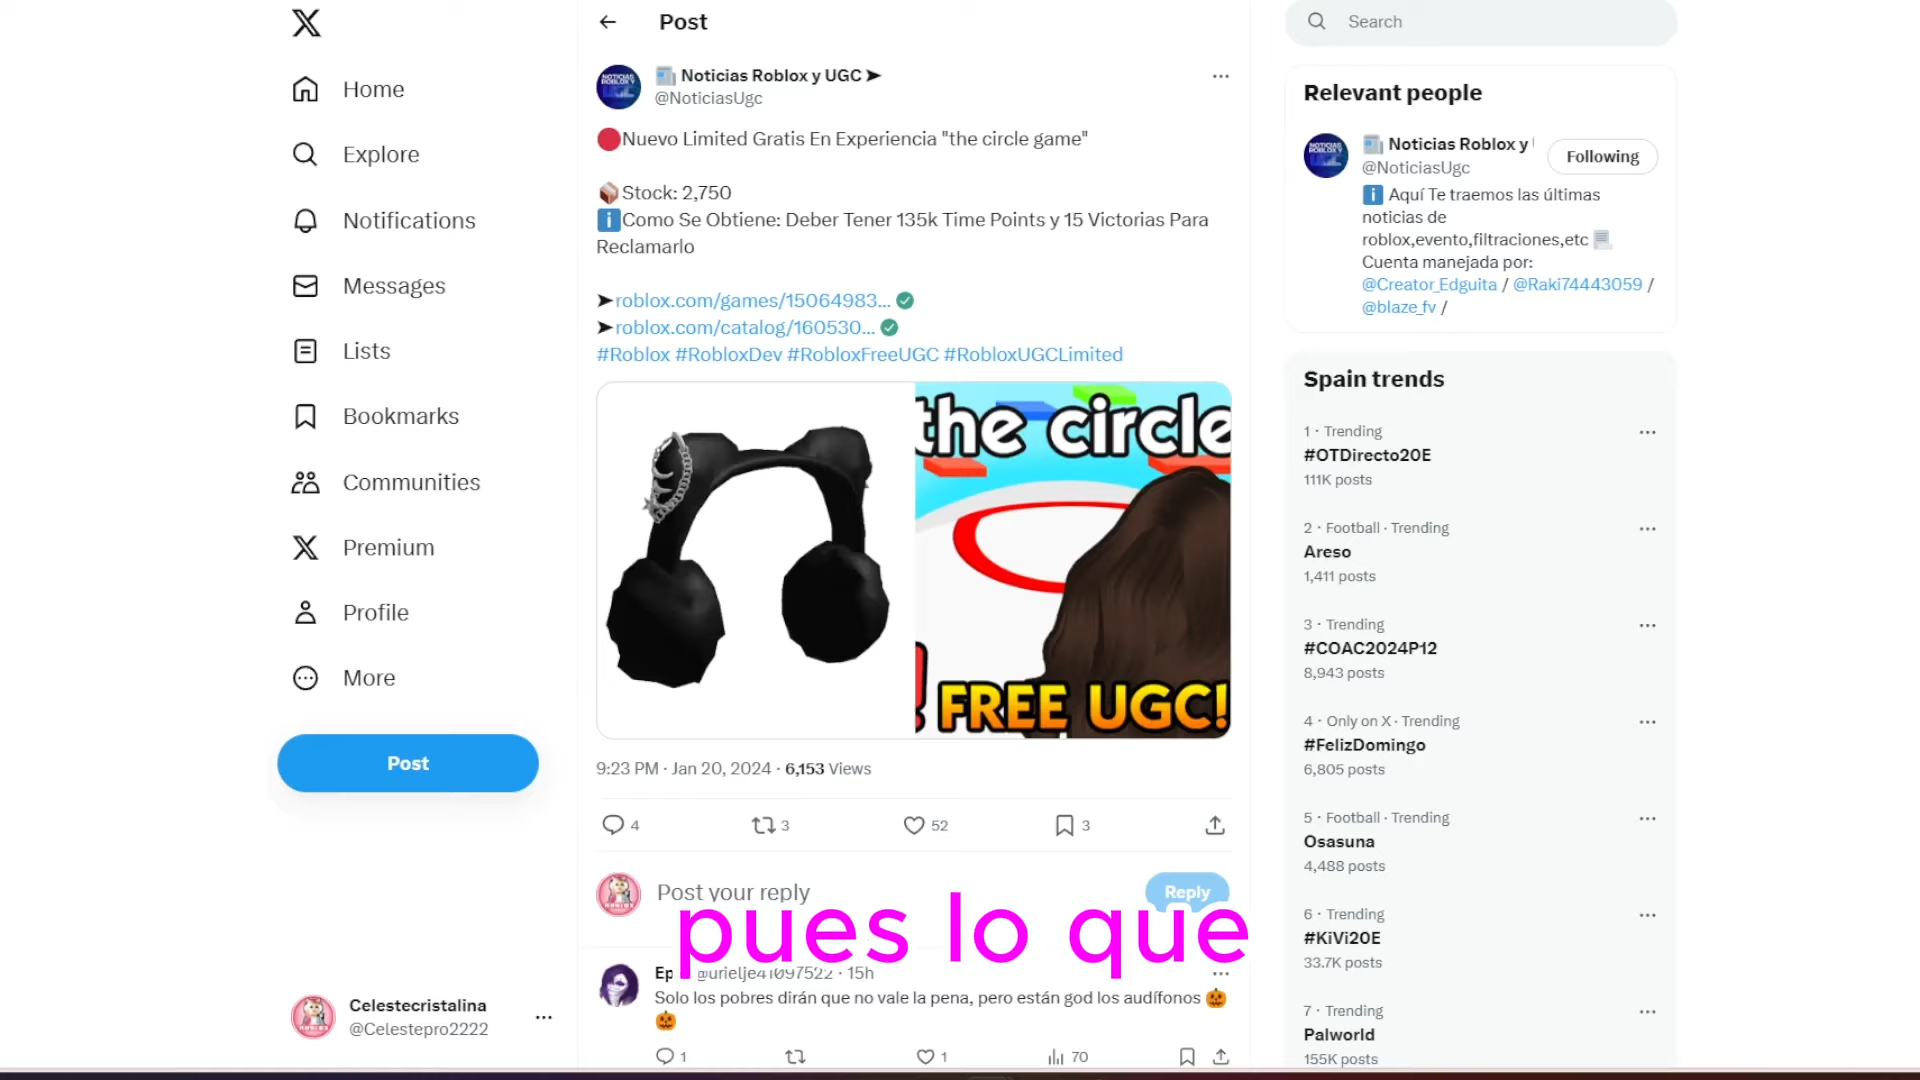 Home
Explore
Notifications
Messages
Lists
Bookmarks
Communities
Premium
Profile
More
Post
Celestecristalina
@Celestepro2222
Post
Noticias Roblox y UGC ➤
@NoticiasUgc
Nuevo Limited Gratis En Experiencia "the circle game"
Stock: 2,750
Como Se Obtiene: Deber Tener 135k Time Points y 15 Victorias Para
Reclamarlo
➤roblox.com/games/15064983...
➤roblox.com/catalog/160530...
#Roblox #RobloxDev #RobloxFreeUGC #RobloxUGCLimited
the circle
! FREE UGC!
9:23 PM · Jan 20, 2024 · 6,153 Views
4
3
52
3
Post your reply
Reply
pues lo que
Ep
· 15h
Solo los pobres dirán que no vale la pena, pero están god los audífonos 🎃
🎃
1
1
70
Search
Relevant people
Noticias Roblox y
@NoticiasUgc
Following
Aquí Te traemos las últimas
noticias de
roblox,evento,filtraciones,etc
Cuenta manejada por:
@Creator_Edguita / @Raki74443059 /
@blaze_fv /
Spain trends
1 · Trending
#OTDirecto20E
111K posts
2 · Football · Trending
Areso
1,411 posts
3 · Trending
#COAC2024P12
8,943 posts
4 · Only on X · Trending
#FelizDomingo
6,805 posts
5 · Football · Trending
Osasuna
4,488 posts
6 · Trending
#KiVi20E
33.7K posts
7 · Trending
Palworld
155K posts